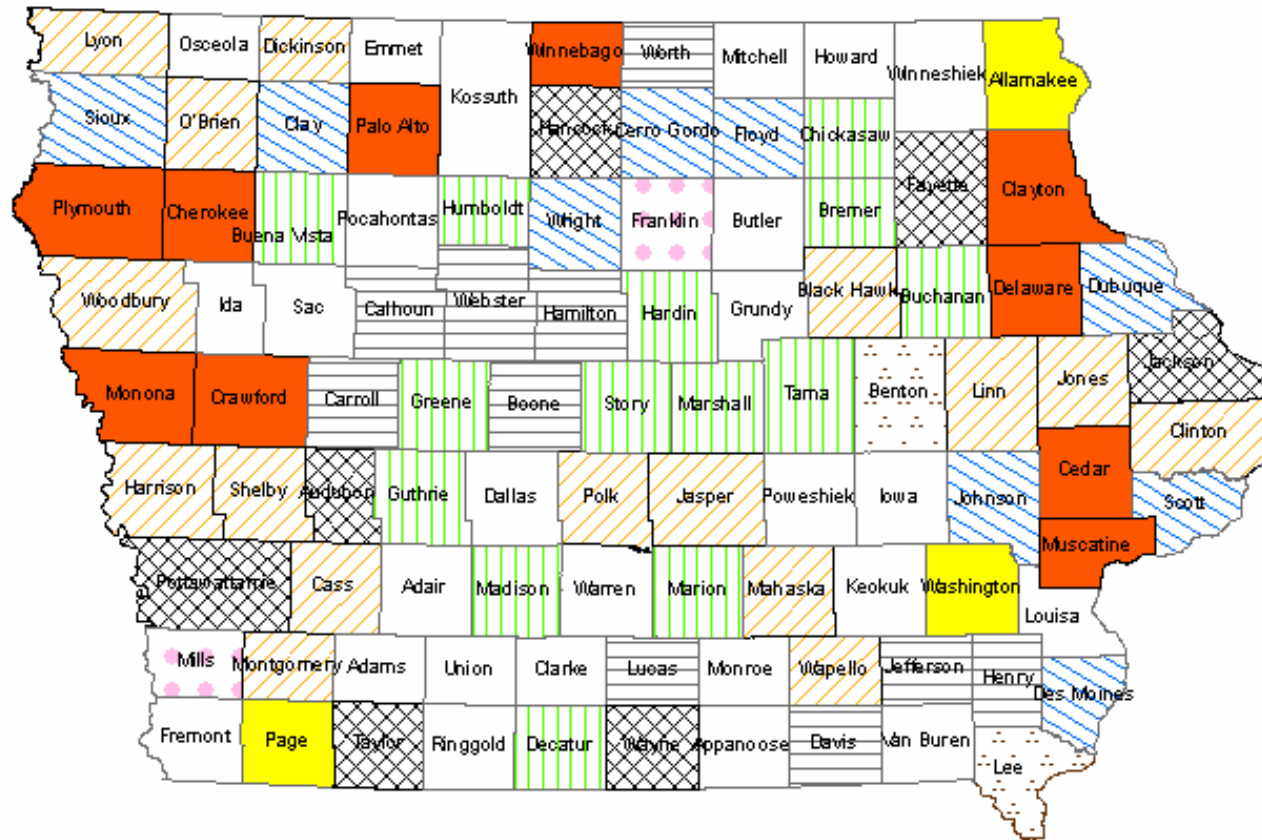 Lyon
Osceola
Dickinson
Emmet
Kossuth
Winnebago
Worth
Mitchell
Howard
Winneshiek
Allamakee
Sioux
O'Brien
Clay
Palo Alto
Hancock
Cerro Gordo
Floyd
Chickasaw
Fayette
Clayton
Plymouth
Cherokee
Buena Vista
Pocahontas
Humboldt
Wright
Franklin
Butler
Bremer
Woodbury
Ida
Sac
Calhoun
Webster
Hamilton
Hardin
Grundy
Black Hawk
Buchanan
Delaware
Dubuque
Monona
Crawford
Carroll
Greene
Boone
Story
Marshall
Tama
Benton
Linn
Jones
Jackson
Clinton
Harrison
Shelby
Audubon
Guthrie
Dallas
Polk
Jasper
Poweshiek
Iowa
Johnson
Cedar
Scott
Muscatine
Pottawattamie
Cass
Adair
Madison
Warren
Marion
Mahaska
Keokuk
Washington
Louisa
Mills
Montgomery
Adams
Union
Clarke
Lucas
Monroe
Wapello
Jefferson
Henry
Des Moines
Fremont
Page
Taylor
Ringgold
Decatur
Wayne
Appanoose
Davis
Van Buren
Lee